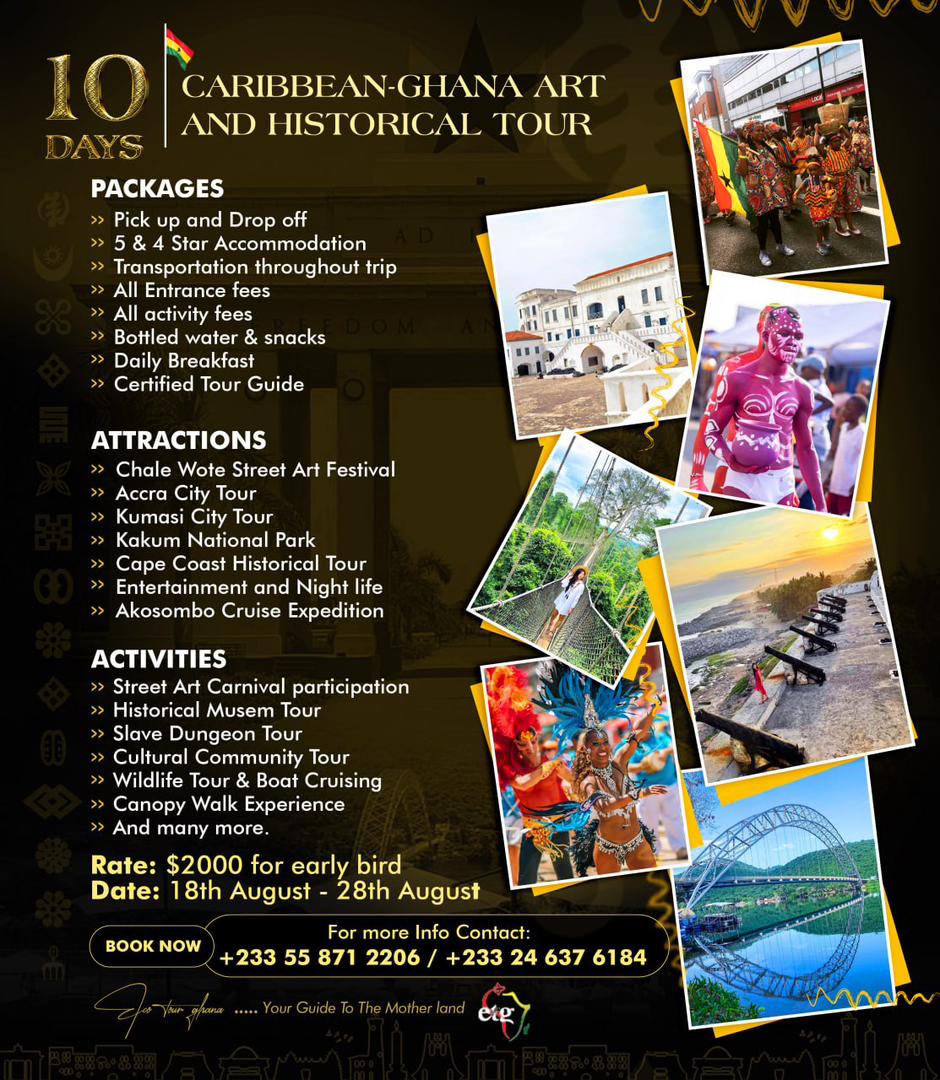 10
DAYS
CARIBBEAN-GHANA ART
AND HISTORICAL TOUR
PACKAGES
›› Pick up and Drop off
›› 5 & 4 Star Accommodation
›› Transportation throughout trip
›› All Entrance fees
›› All activity fees
›› Bottled water & snacks
›› Daily Breakfast
›› Certified Tour Guide
ATTRACTIONS
›› Chale Wote Street Art Festival
›› Accra City Tour
›› Kumasi City Tour
›› Kakum National Park
›› Cape Coast Historical Tour
›› Entertainment and Night life
›› Akosombo Cruise Expedition
ACTIVITIES
›› Street Art Carnival participation
›› Historical Musem Tour
›› Slave Dungeon Tour
›› Cultural Community Tour
›› Wildlife Tour & Boat Cruising
›› Canopy Walk Experience
›› And many more.
Rate: $2000 for early bird
Date: 18th August - 28th August
BOOK NOW
For more Info Contact:
+233 55 871 2206 / +233 24 637 6184
Eco tour ghana ..... Your Guide To The Mother land
etg